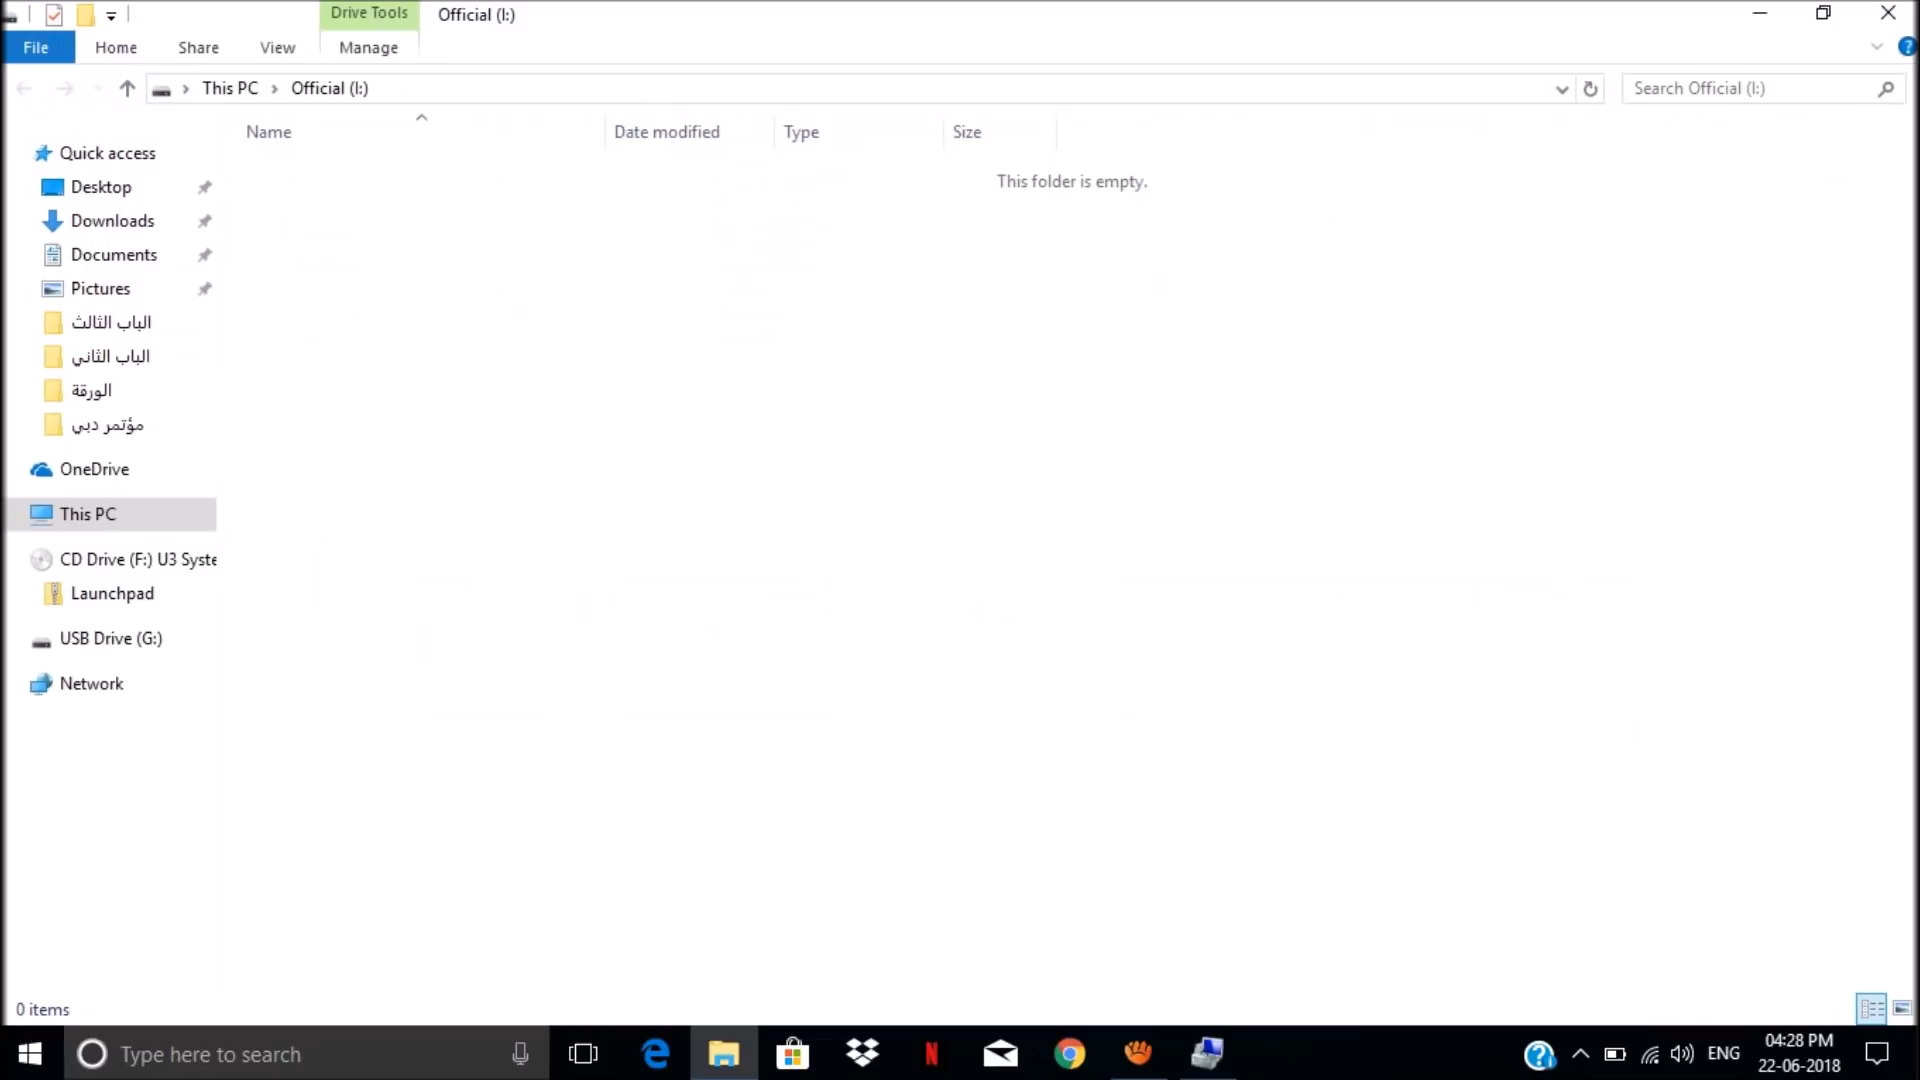 Drive Tools
Official (I:)
File
Home
Share
View
Manage
This PC
Official (I:)
Search Official (I:)
Name
Date modified
Type
Size
This folder is empty.
Quick access
Desktop
Downloads
Documents
Pictures
الباب الثالث
الباب الثاني
الورقة
مؤتمر دبي
OneDrive
This PC
CD Drive (F:) U3 Syste
Launchpad
USB Drive (G:)
Network
0 items
Type here to search
ENG
04:28 PM
22-06-2018